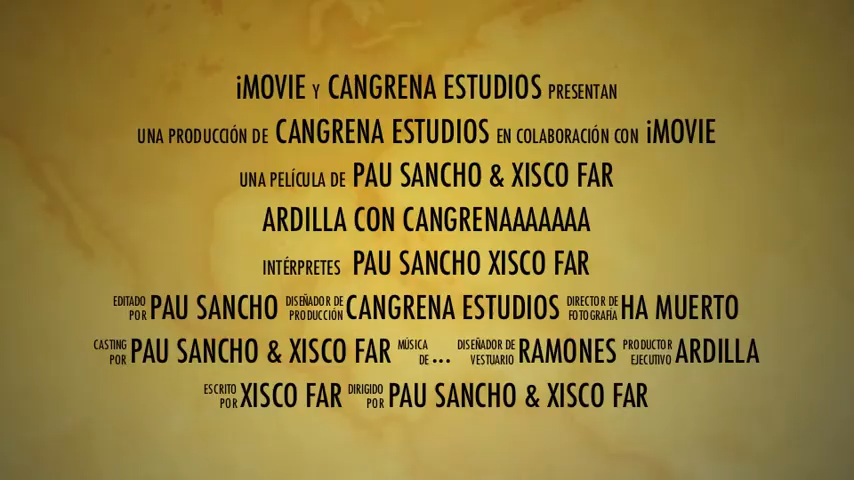 iMOVIE Y CANGRENA ESTUDIOS PRESENTAN
UNA PRODUCCIÓN DE CANGRENA ESTUDIOS EN COLABORACIÓN CON iMOVIE
UNA PELÍCULA DE PAU SANCHO & XISCO FAR
ARDILLA CON CANGRENAAAAAAA
INTÉRPRETES PAU SANCHO XISCO FAR
EDITADO POR PAU SANCHO DISEÑADOR DE PRODUCCIÓN CANGRENA ESTUDIOS DIRECTOR DE FOTOGRAFÍA HA MUERTO
CASTING POR PAU SANCHO & XISCO FAR MÚSICA DE ... DISEÑADOR DE VESTUARIO RAMONES PRODUCTOR EJECUTIVO ARDILLA
ESCRITO POR XISCO FAR DIRIGIDO POR PAU SANCHO & XISCO FAR